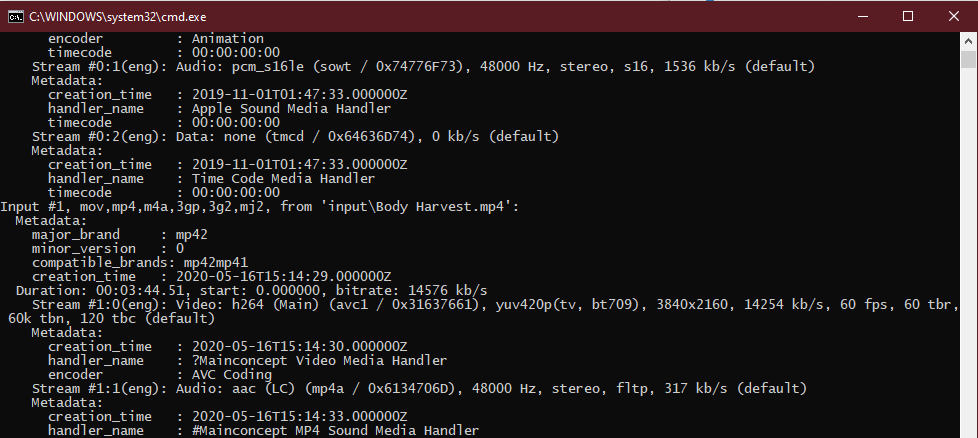 C:\WINDOWS\system32\cmd.exe
encoder : Animation
timecode : 00:00:00:00
Stream #0:1(eng): Audio: pcm_s16le (sowt / 0x74776F73), 48000 Hz, stereo, s16, 1536 kb/s (default)
Metadata:
creation_time : 2019-11-01T01:47:33.000000Z
handler_name : Apple Sound Media Handler
timecode : 00:00:00:00
Stream #0:2(eng): Data: none (tmcd / 0x64636D74), 0 kb/s (default)
Metadata:
creation_time : 2019-11-01T01:47:33.000000Z
handler_name : Time Code Media Handler
timecode : 00:00:00:00
Input #1, mov,mp4,m4a,3gp,3g2,mj2, from 'input\Body Harvest.mp4':
Metadata:
major_brand : mp42
minor_version : 0
compatible_brands: mp42mp41
creation_time : 2020-05-16T15:14:29.000000Z
Duration: 00:03:44.51, start: 0.000000, bitrate: 14576 kb/s
Stream #1:0(eng): Video: h264 (Main) (avc1 / 0x31637661), yuv420p(tv, bt709), 3840x2160, 14254 kb/s, 60 fps, 60 tbr,
60k tbn, 120 tbc (default)
Metadata:
creation_time : 2020-05-16T15:14:30.000000Z
handler_name : ?Mainconcept Video Media Handler
encoder : AVC Coding
Stream #1:1(eng): Audio: aac (LC) (mp4a / 0x6134706D), 48000 Hz, stereo, fltp, 317 kb/s (default)
Metadata:
creation_time : 2020-05-16T15:14:33.000000Z
handler_name : #Mainconcept MP4 Sound Media Handler